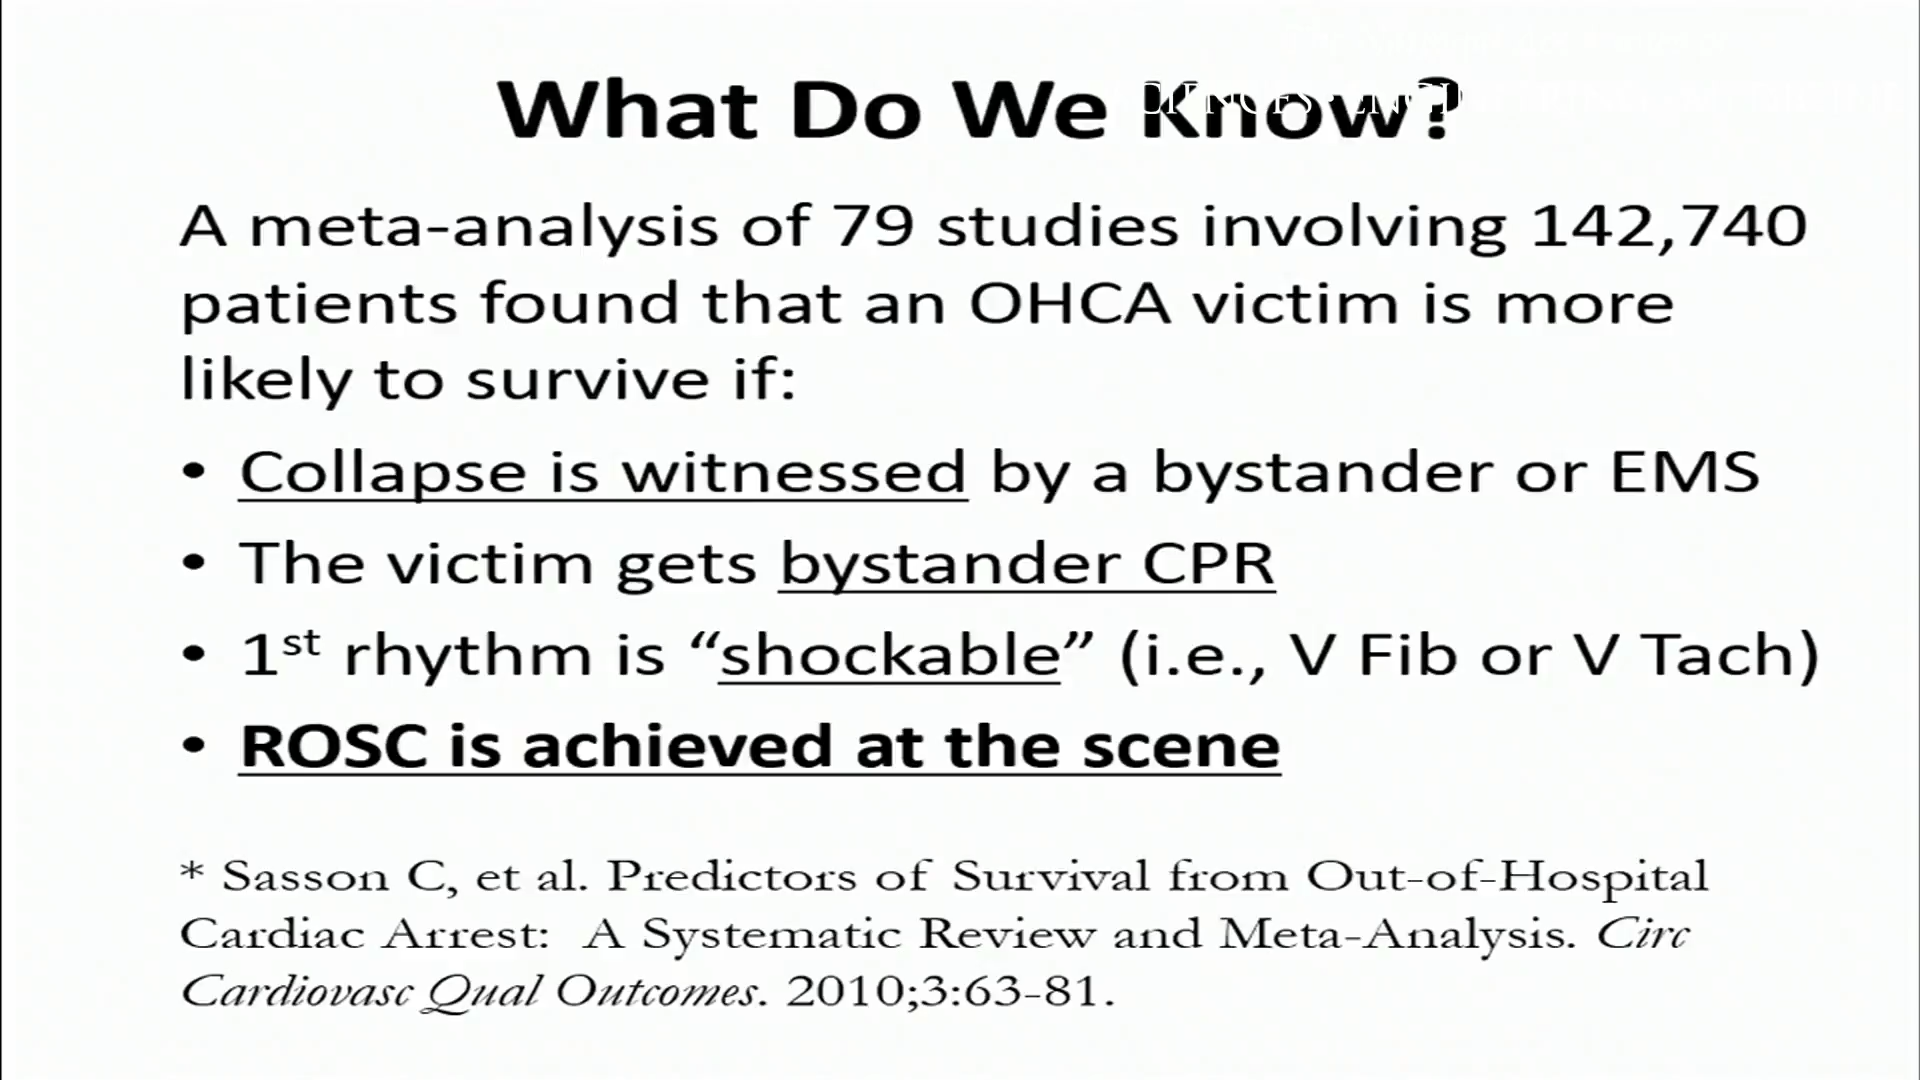 What Do We Know?
A meta-analysis of 79 studies involving 142,740
patients found that an OHCA victim is more
likely to survive if:
• Collapse is witnessed by a bystander or EMS
• The victim gets bystander CPR
• 1st rhythm is “shockable” (i.e., V Fib or V Tach)
• ROSC is achieved at the scene
* Sasson C, et al. Predictors of Survival from Out-of-Hospital
Cardiac Arrest: A Systematic Review and Meta-Analysis. Circ
Cardiovasc Qual Outcomes. 2010;3:63-81.